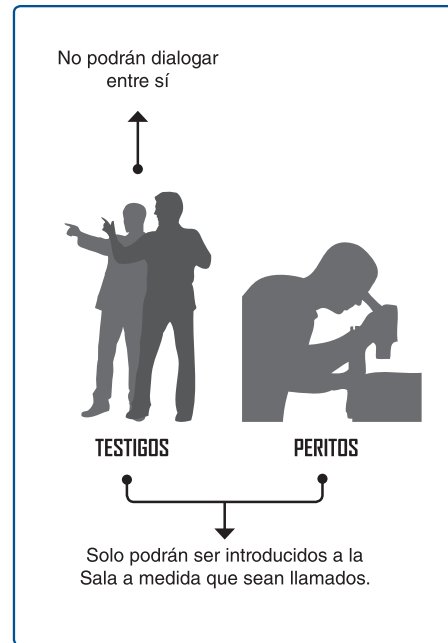 No podrán dialogar
entre sí
TESTIGOS
PERITOS
Solo podrán ser introducidos a la
Sala a medida que sean llamados.